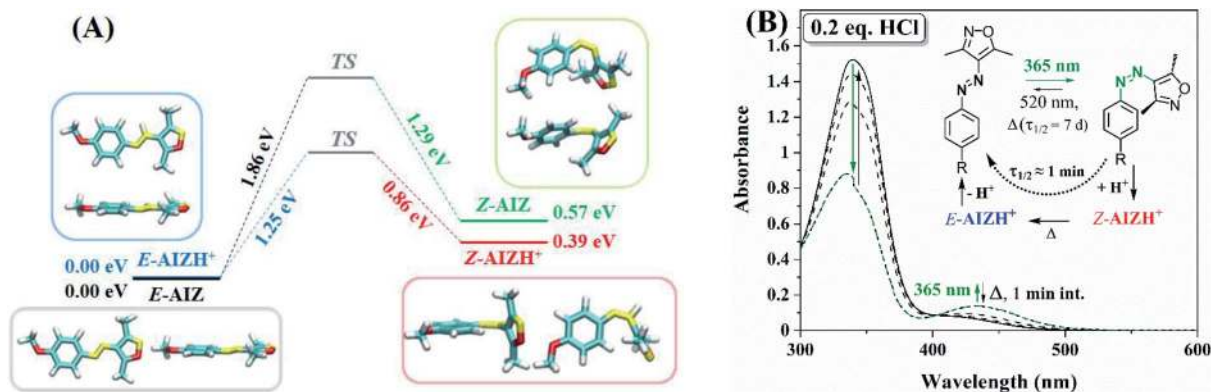 (A)
TS
TS
1.86 eV
1.25 eV
1.29 eV
0.86 eV
Z-AIZ
0.57 eV
0.39 eV
Z-AIZH⁺
0.00 eV
E-AIZH⁺
0.00 eV
E-AIZ
(B)
0.2 eq. HCl
Absorbance
1.6
1.4
1.2
1.0
0.8
0.6
0.4
0.2
0
300
400
500
600
Wavelength (nm)
N-O
N
N
R
365 nm
520 nm,
Δ(τ1/2 = 7 d)
N
N
O
N
R
τ1/2 ≈ 1 min
- H⁺
+ H⁺
E-AIZH⁺
Δ
Z-AIZH⁺
365 nm
Δ, 1 min int.